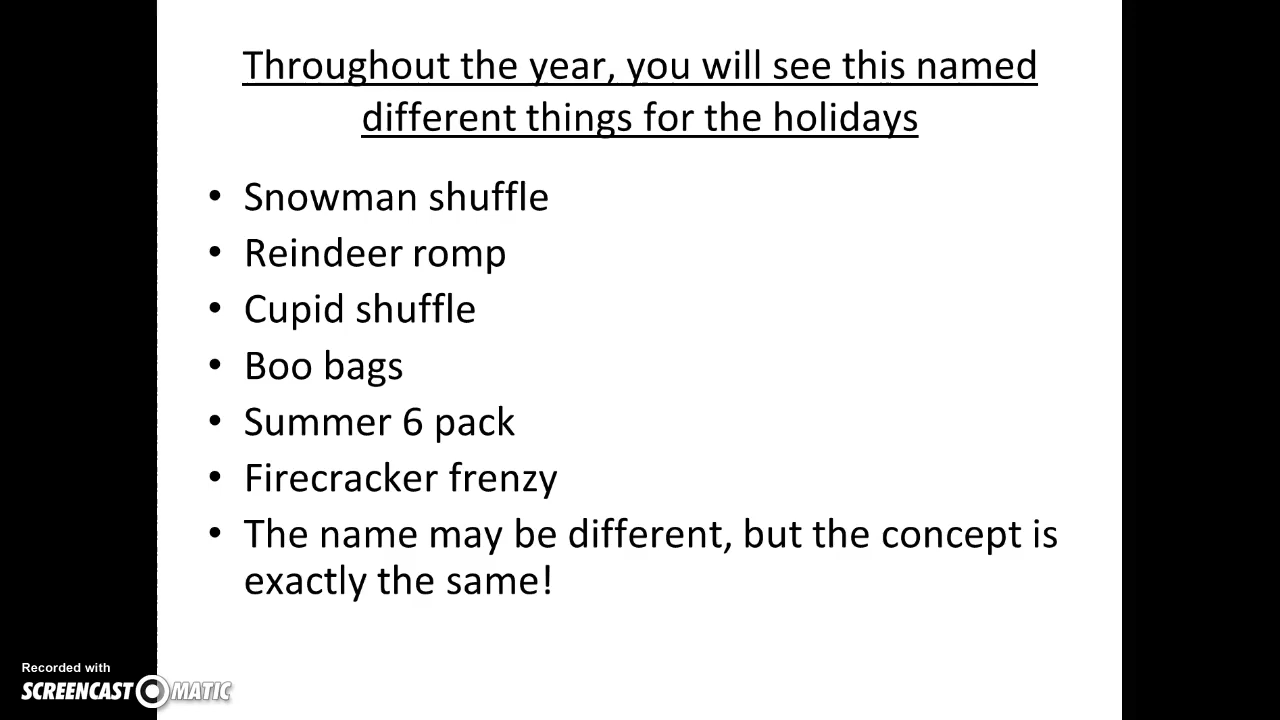 Throughout the year, you will see this named
different things for the holidays
• Snowman shuffle
• Reindeer romp
• Cupid shuffle
• Boo bags
• Summer 6 pack
• Firecracker frenzy
• The name may be different, but the concept is
exactly the same!
Recorded with
SCREENCAST MATIC